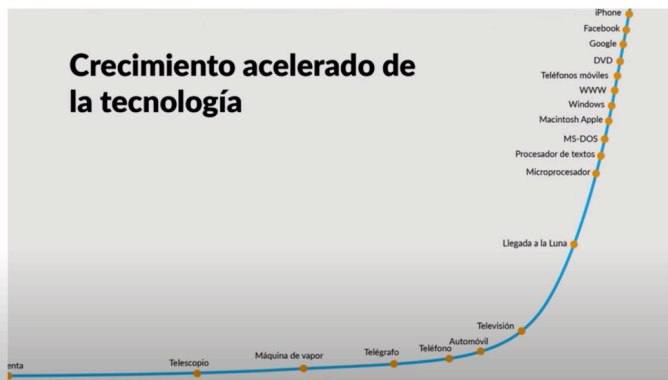 Crecimiento acelerado de
la tecnología
iPhone
Facebook
Google
DVD
Teléfonos móviles
WWW
Windows
Macintosh Apple
MS-DOS
Procesador de textos
Microprocesador
Llegada a la Luna
Televisión
Automóvil
Teléfono
Telégrafo
Máquina de vapor
Telescopio
enta